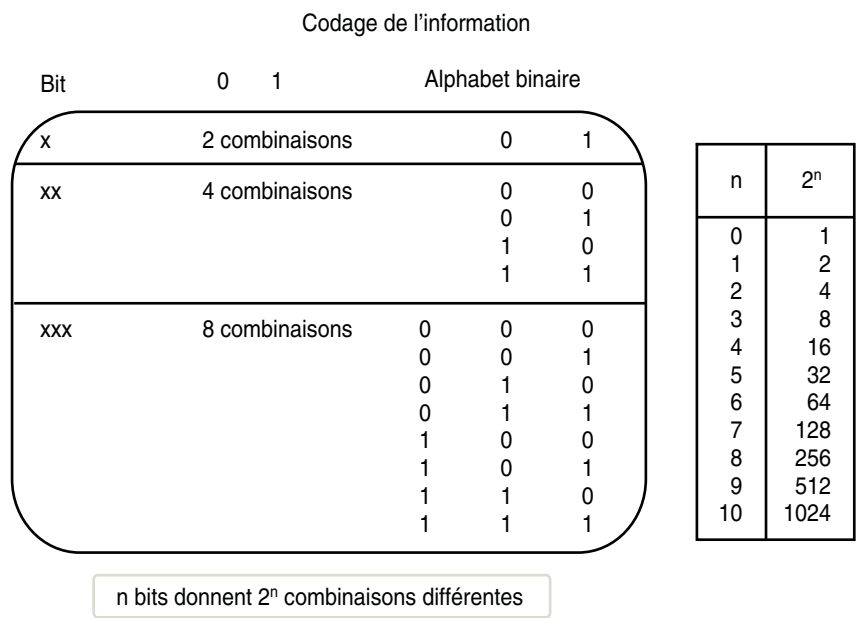 Codage de l'information
Bit 0 1 Alphabet binaire
x 2 combinaisons 0 1
xx 4 combinaisons 0 0
0 1
1 0
1 1
xxx 8 combinaisons 0 0 0
0 0 1
0 1 0
0 1 1
1 0 0
1 0 1
1 1 0
1 1 1
n 2ⁿ
0 1
1 2
2 4
3 8
4 16
5 32
6 64
7 128
8 256
9 512
10 1024
n bits donnent 2ⁿ combinaisons différentes